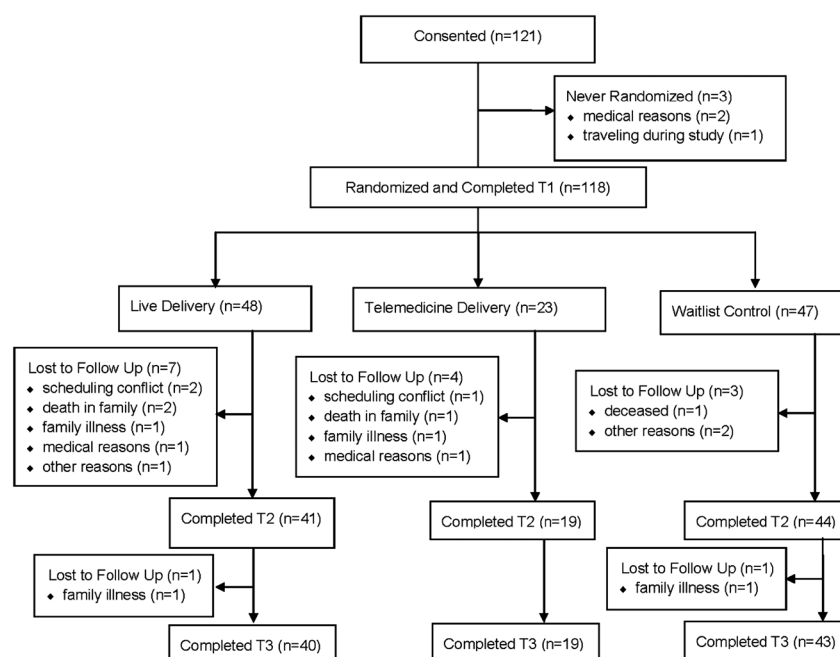 Consented (n=121)
Never Randomized (n=3)
⬥ medical reasons (n=2)
⬥ traveling during study (n=1)
Randomized and Completed T1 (n=118)
Live Delivery (n=48)
Telemedicine Delivery (n=23)
Waitlist Control (n=47)
Lost to Follow Up (n=7)
⬥ scheduling conflict (n=2)
⬥ death in family (n=2)
⬥ family illness (n=1)
⬥ medical reasons (n=1)
⬥ other reasons (n=1)
Lost to Follow Up (n=4)
⬥ scheduling conflict (n=1)
⬥ death in family (n=1)
⬥ family illness (n=1)
⬥ medical reasons (n=1)
Lost to Follow Up (n=3)
⬥ deceased (n=1)
⬥ other reasons (n=2)
Completed T2 (n=41)
Completed T2 (n=19)
Completed T2 (n=44)
Lost to Follow Up (n=1)
⬥ family illness (n=1)
Lost to Follow Up (n=1)
⬥ family illness (n=1)
Completed T3 (n=40)
Completed T3 (n=19)
Completed T3 (n=43)